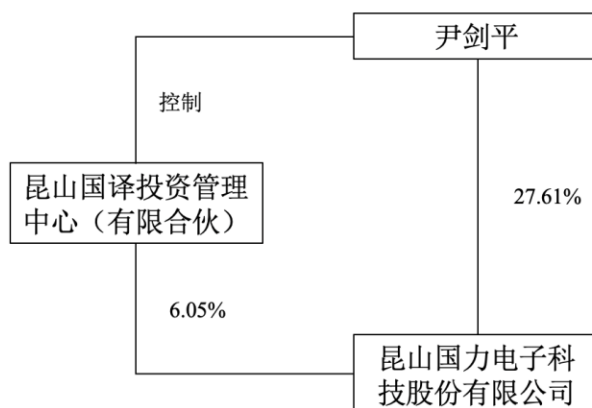 尹剑平
控制
昆山国译投资管理
中心（有限合伙）
27.61%
6.05%
昆山国力电子科
技股份有限公司